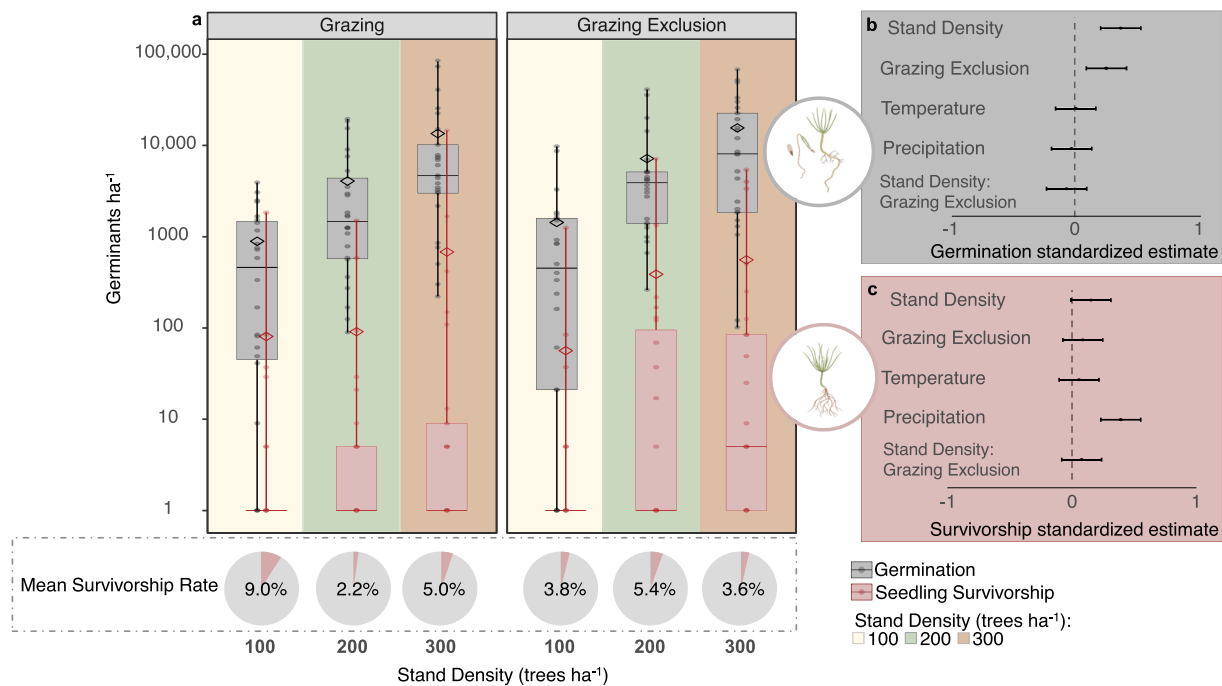 a
Grazing
Grazing Exclusion
100,000
10,000
1000
100
10
1
Germinants ha⁻¹
Mean Survivorship Rate
9.0%
2.2%
5.0%
3.8%
5.4%
3.6%
100
200
300
100
200
300
Stand Density (trees ha⁻¹)
b
Stand Density
Grazing Exclusion
Temperature
Precipitation
Stand Density:
Grazing Exclusion
-1
0
1
Germination standardized estimate
c
Stand Density
Grazing Exclusion
Temperature
Precipitation
Stand Density:
Grazing Exclusion
-1
0
1
Survivorship standardized estimate
Germination
Seedling Survivorship
Stand Density (trees ha⁻¹):
100 200 300